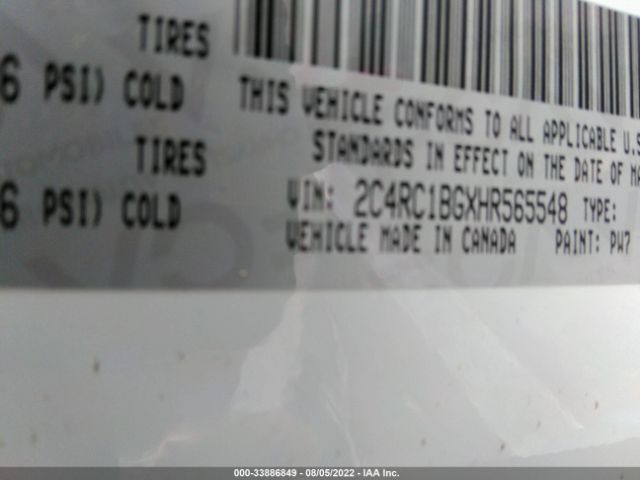 TIRES
6 PSI) COLD
THIS VEHICLE CONFORMS TO ALL APPLICABLE U.S
TIRES
STANDARDS IN EFFECT ON THE DATE OF MA
6 PSI) COLD
VIN: 2C4RC1BGXHR565548 TYPE:
VEHICLE MADE IN CANADA PAINT: PW7
000-33886849 - 08/05/2022 - IAA Inc.